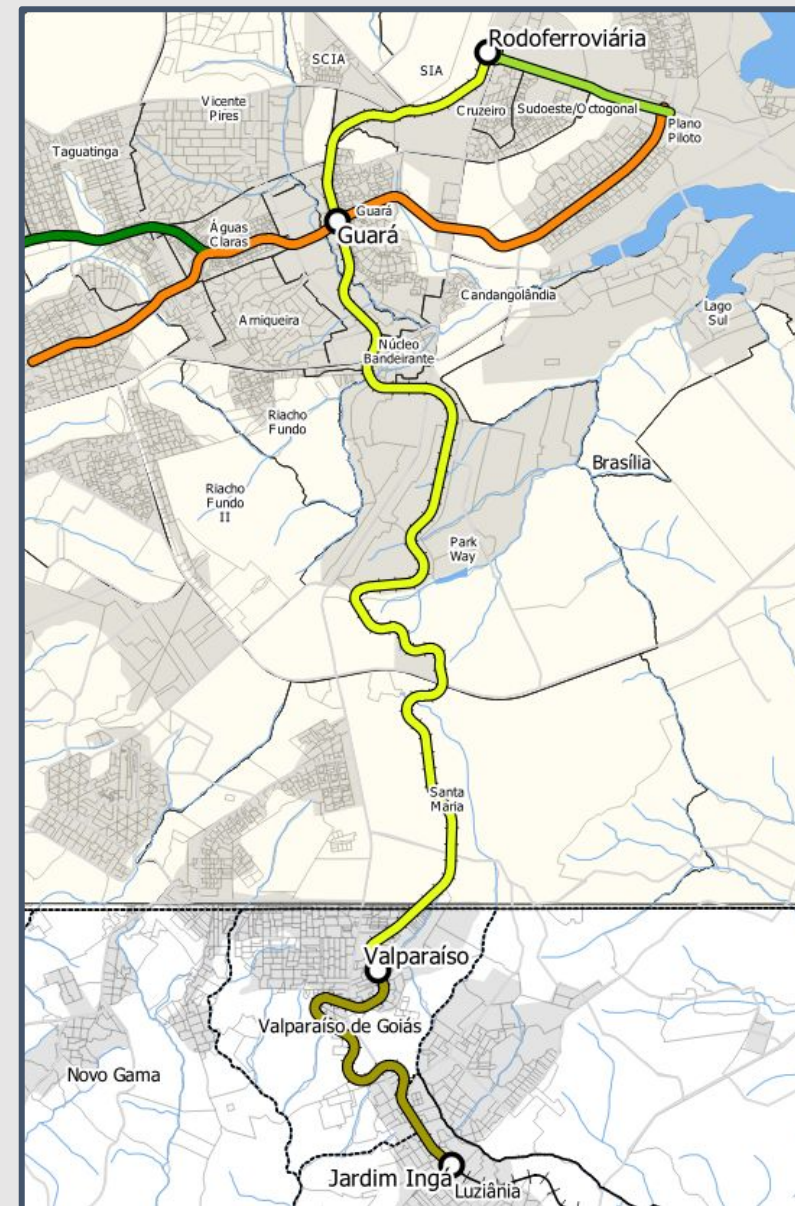 Rodoferroviária
SCIA
SIA
Vicente
Pires
Cruzeiro
Sudoeste/Octogonal
Plano
Piloto
Taguatinga
Guará
Águas
Claras
Guará
Candangolândia
Lago
Sul
Arniqueira
Núcleo
Bandeirante
Riacho
Fundo
Brasília
Riacho
Fundo
II
Park
Way
Santa
Maria
Valparaíso
Valparaíso de Goiás
Novo Gama
Jardim Ingá
Luziânia